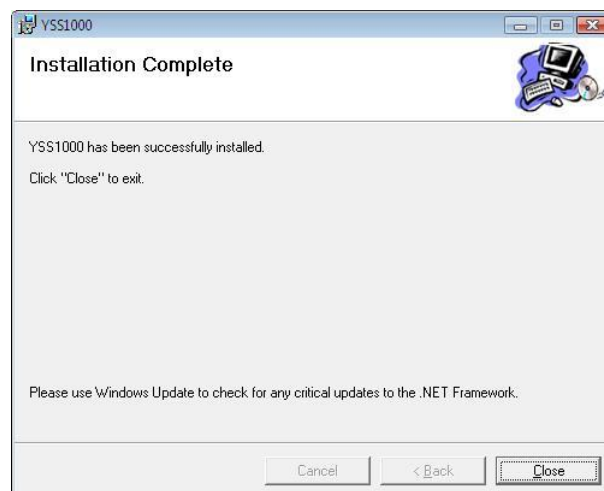 YSS1000
Installation Complete
YSS1000 has been successfully installed.
Click "Close" to exit.
Please use Windows Update to check for any critical updates to the .NET Framework.
Cancel
< Back
Close